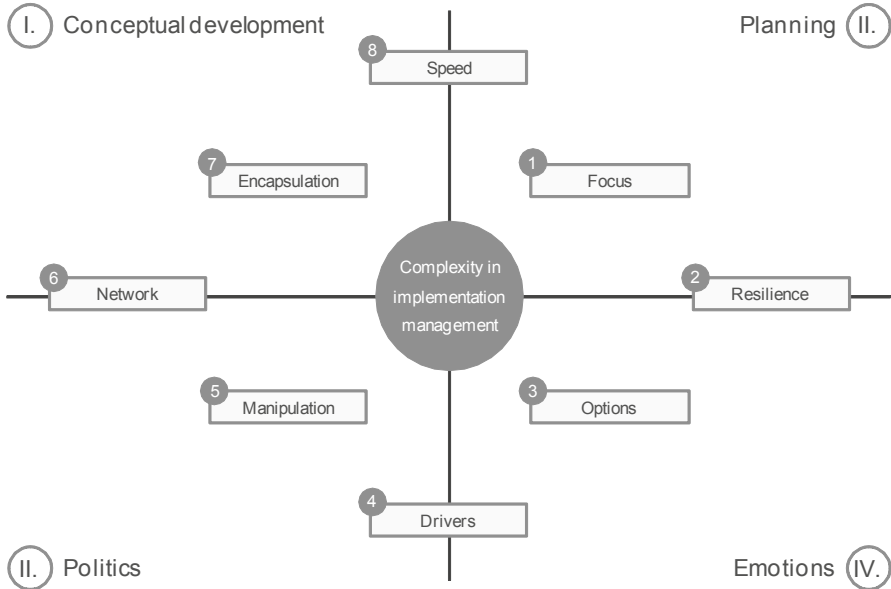 I. Conceptual development
Planning II.
8
Speed
7
Encapsulation
1
Focus
Complexity in
implementation
management
6
Network
2
Resilience
5
Manipulation
3
Options
4
Drivers
II. Politics
Emotions IV.